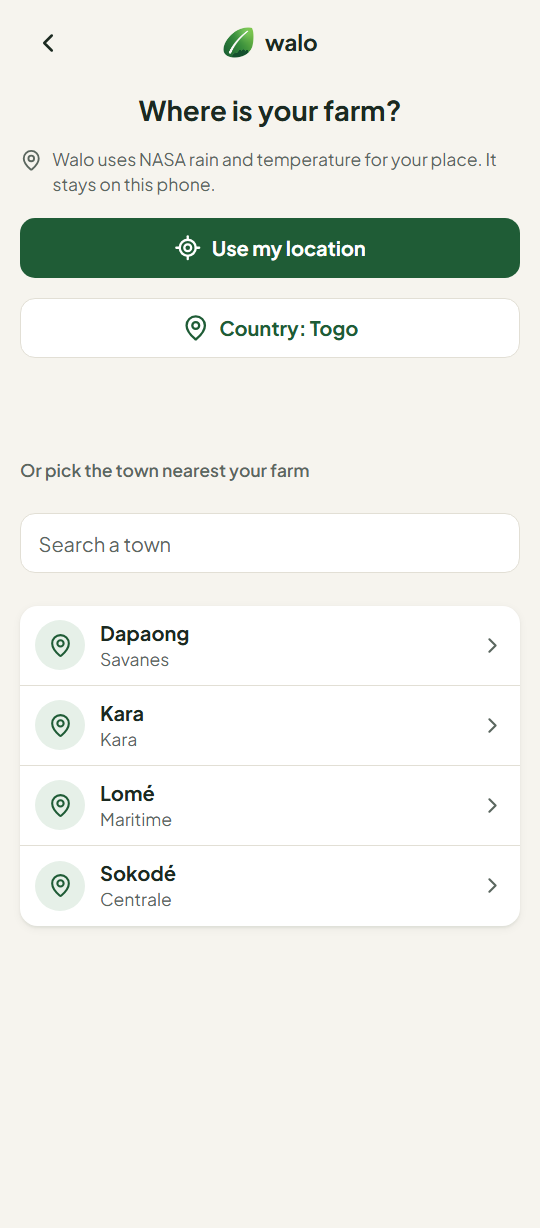 walo
Where is your farm?
Walo uses NASA rain and temperature for your place. It
stays on this phone.
Use my location
Country: Togo
Or pick the town nearest your farm
Search a town
Dapaong
Savanes
Kara
Kara
Lomé
Maritime
Sokodé
Centrale